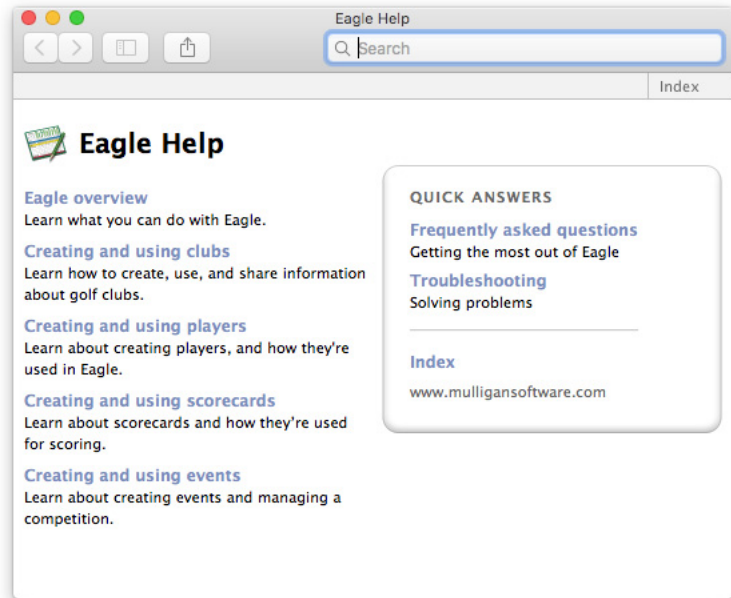 Eagle Help
Search
Index
Eagle Help
Eagle overview
Learn what you can do with Eagle.
Creating and using clubs
Learn how to create, use, and share information
about golf clubs.
Creating and using players
Learn about creating players, and how they're
used in Eagle.
Creating and using scorecards
Learn about scorecards and how they're used
for scoring.
Creating and using events
Learn about creating events and managing a
competition.
QUICK ANSWERS
Frequently asked questions
Getting the most out of Eagle
Troubleshooting
Solving problems
Index
www.mulligansoftware.com